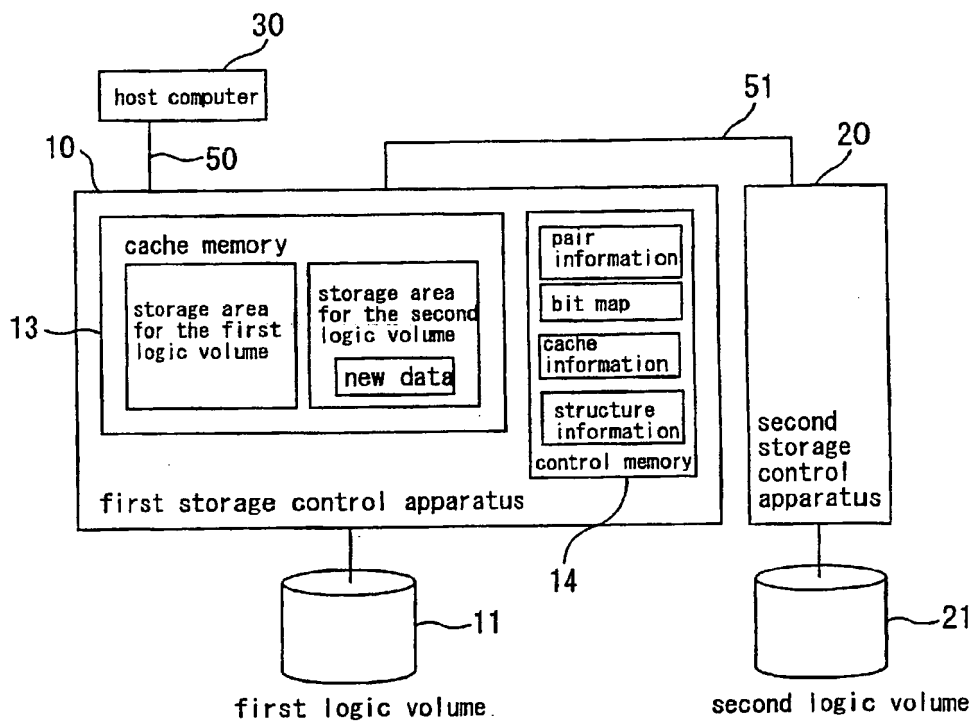 30
host computer
51
10
50
20
cache memory
pair
information
storage area
for the first
logic volume
storage area
for the second
logic volume
bit map
13
cache
information
new data
structure
information
second
storage
control
apparatus
control memory
first storage control apparatus
14
11
21
first logic volume.
second logic volume